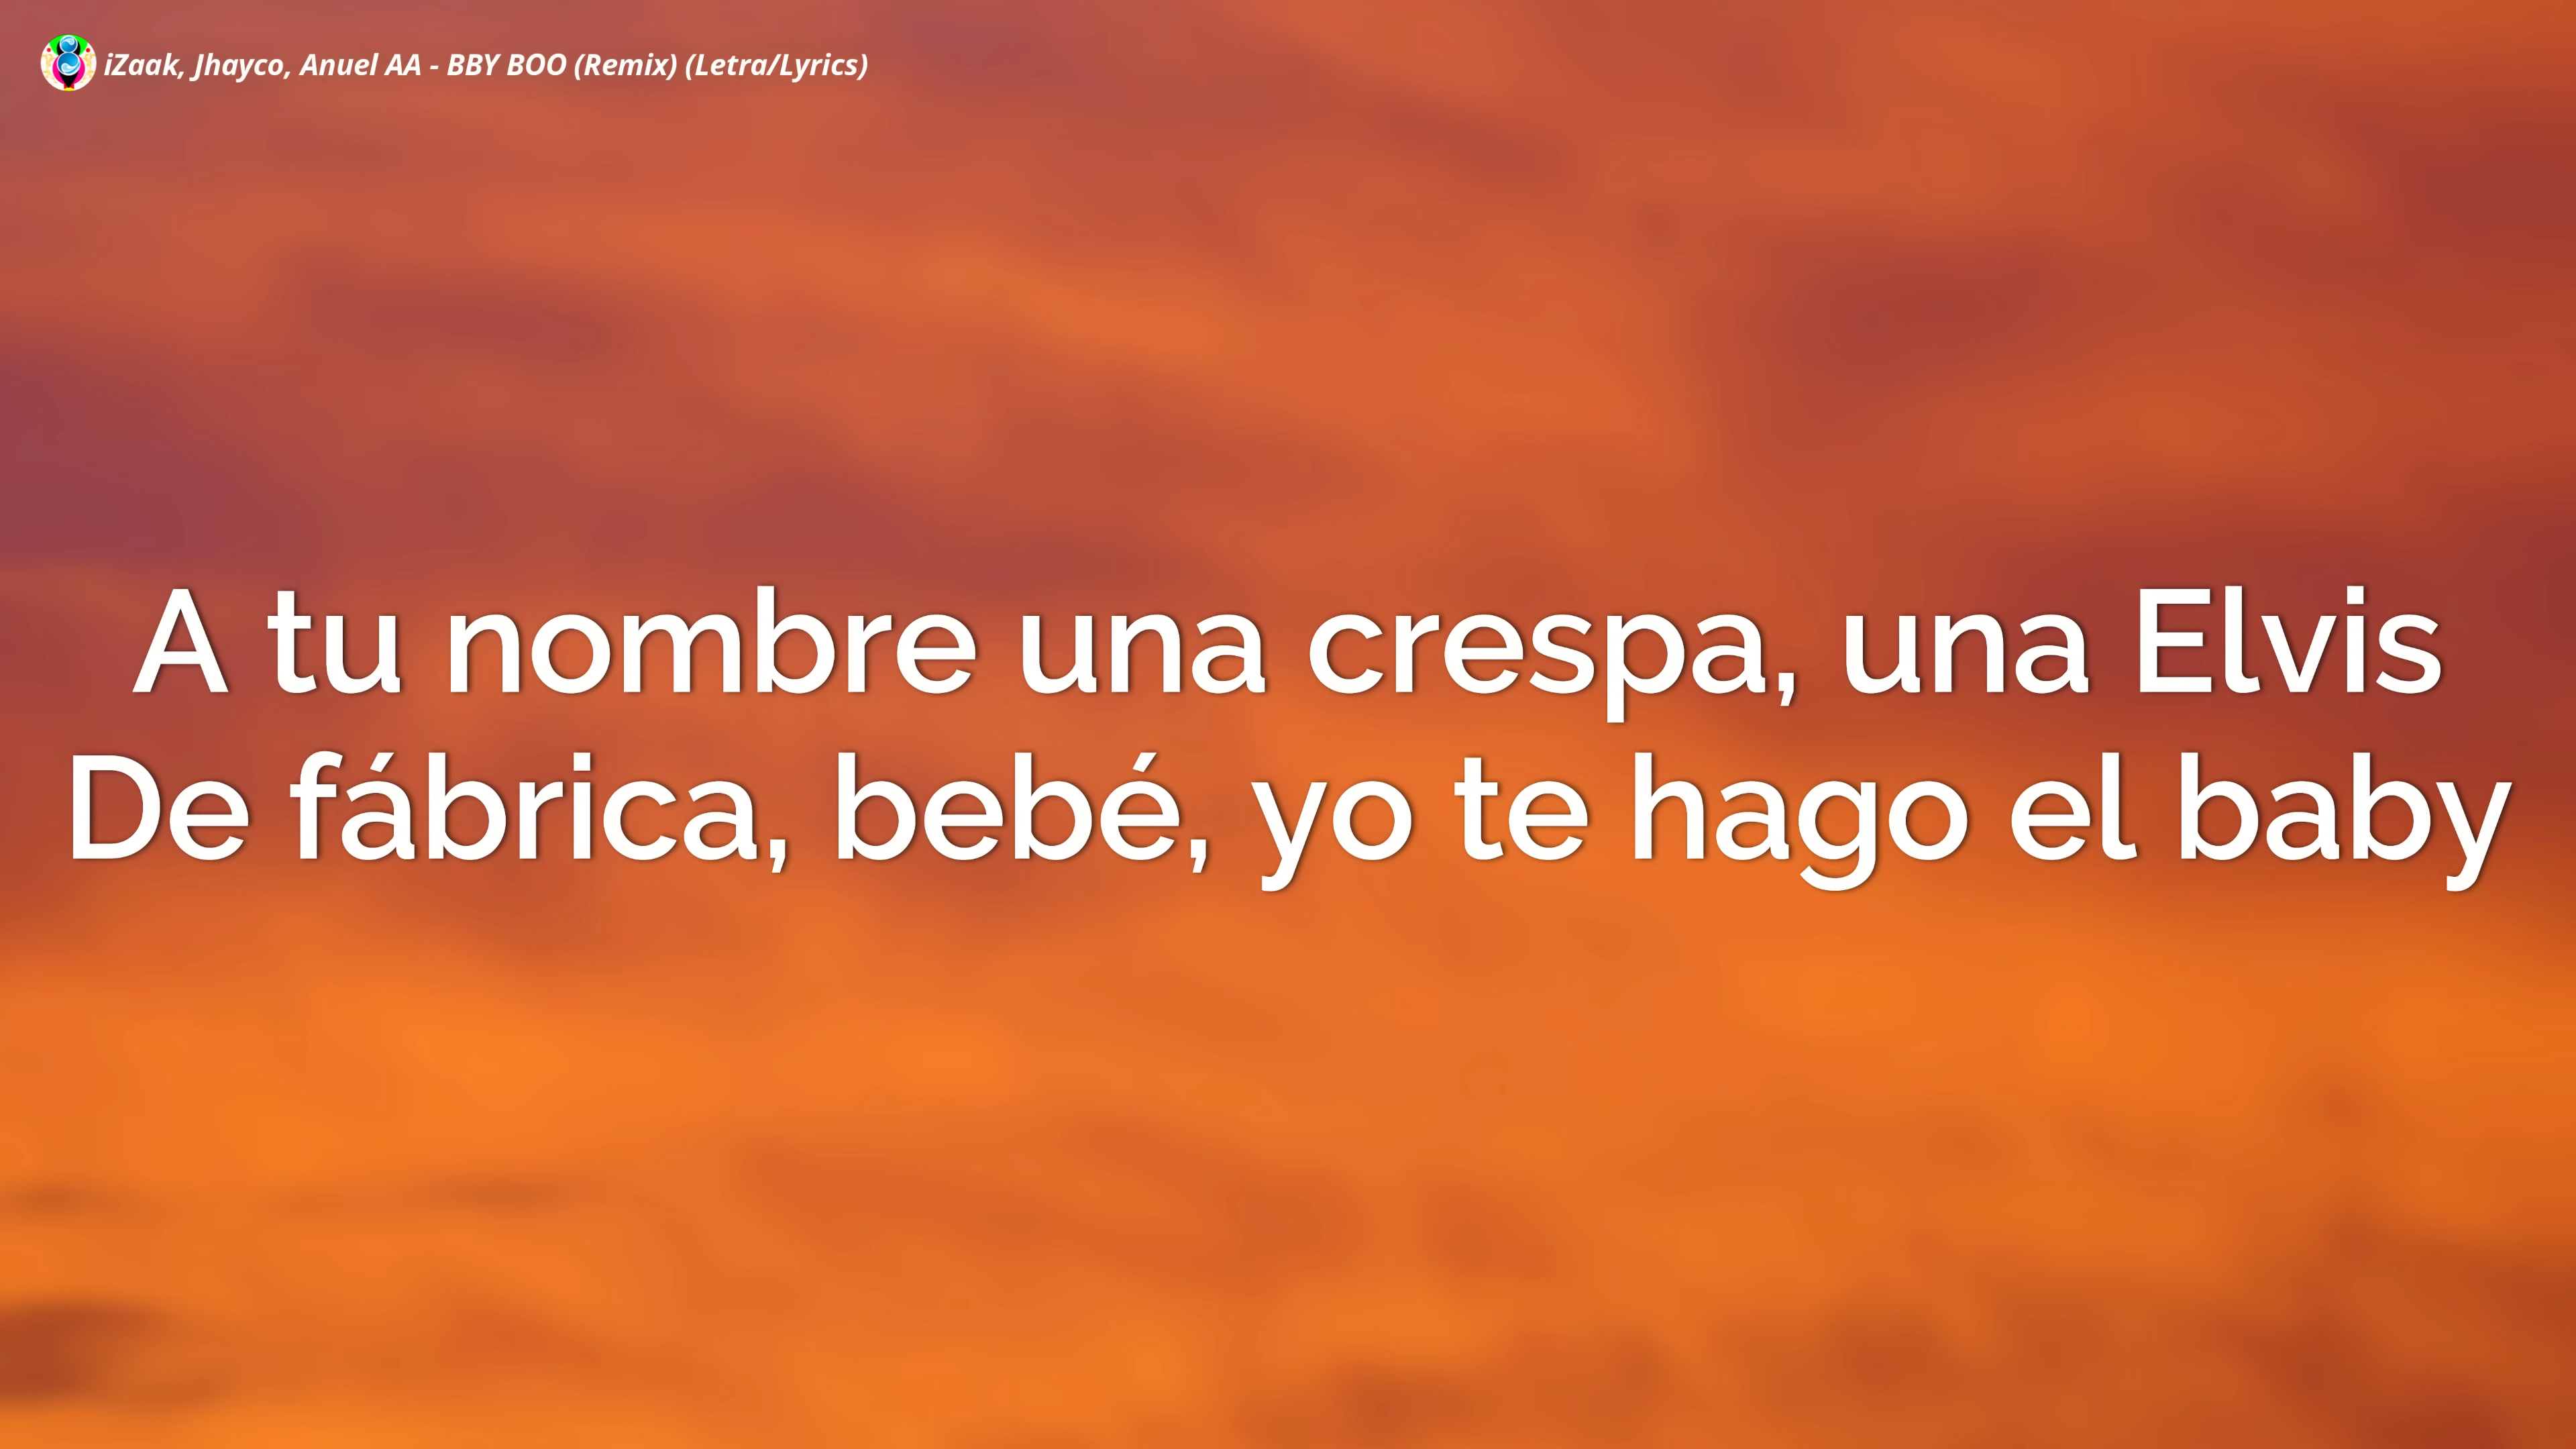 iZaak, Jhayco, Anuel AA - BBY BOO (Remix) (Letra/Lyrics)
A tu nombre una crespa, una Elvis
De fábrica, bebé, yo te hago el baby